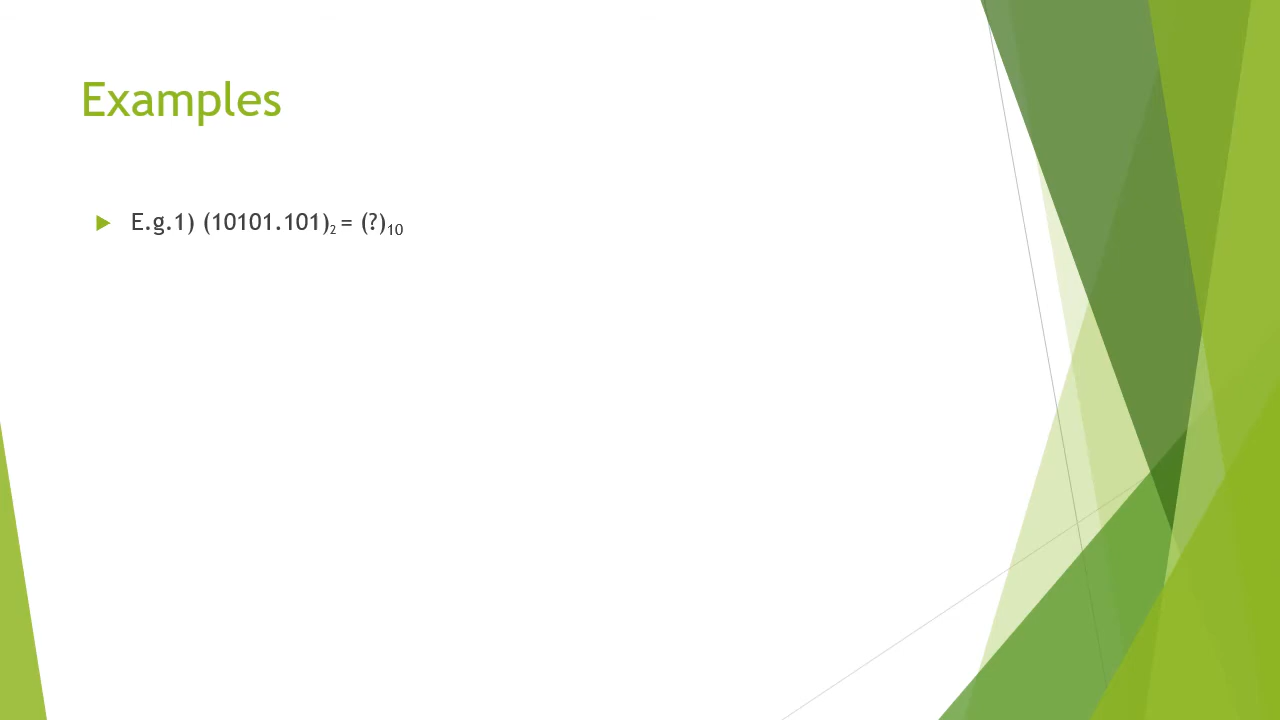 Examples
E.g.1) (10101.101)₂ = (?)₁₀